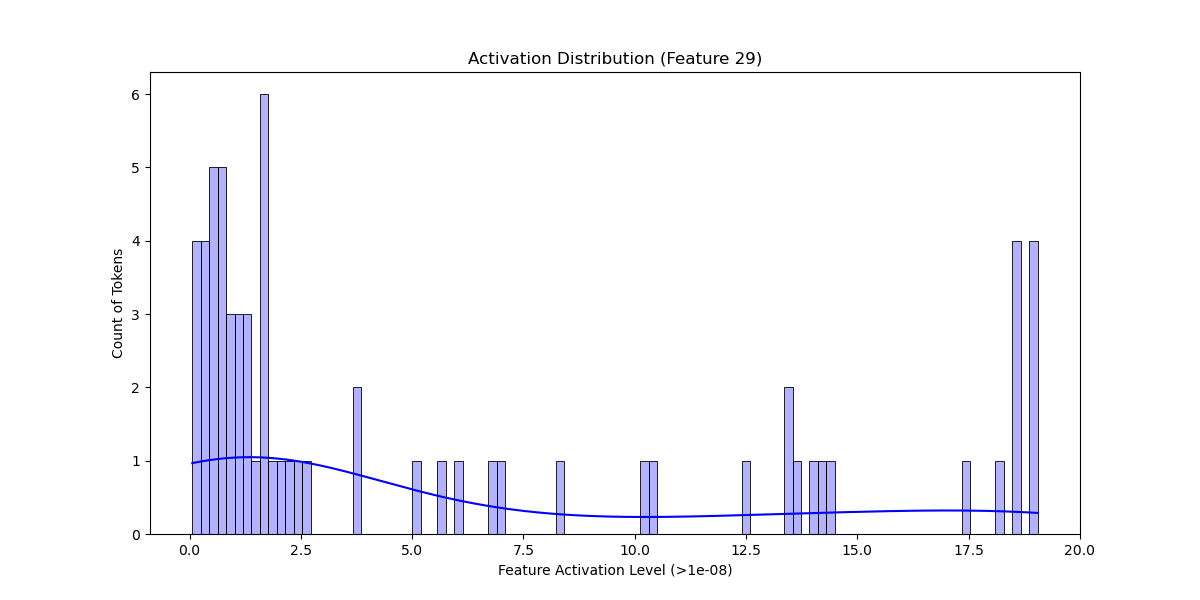 Activation Distribution (Feature 29)
Count of Tokens
6
5
4
3
2
1
0
0.0 2.5 5.0 7.5 10.0 12.5 15.0 17.5 20.0
Feature Activation Level (>1e-08)